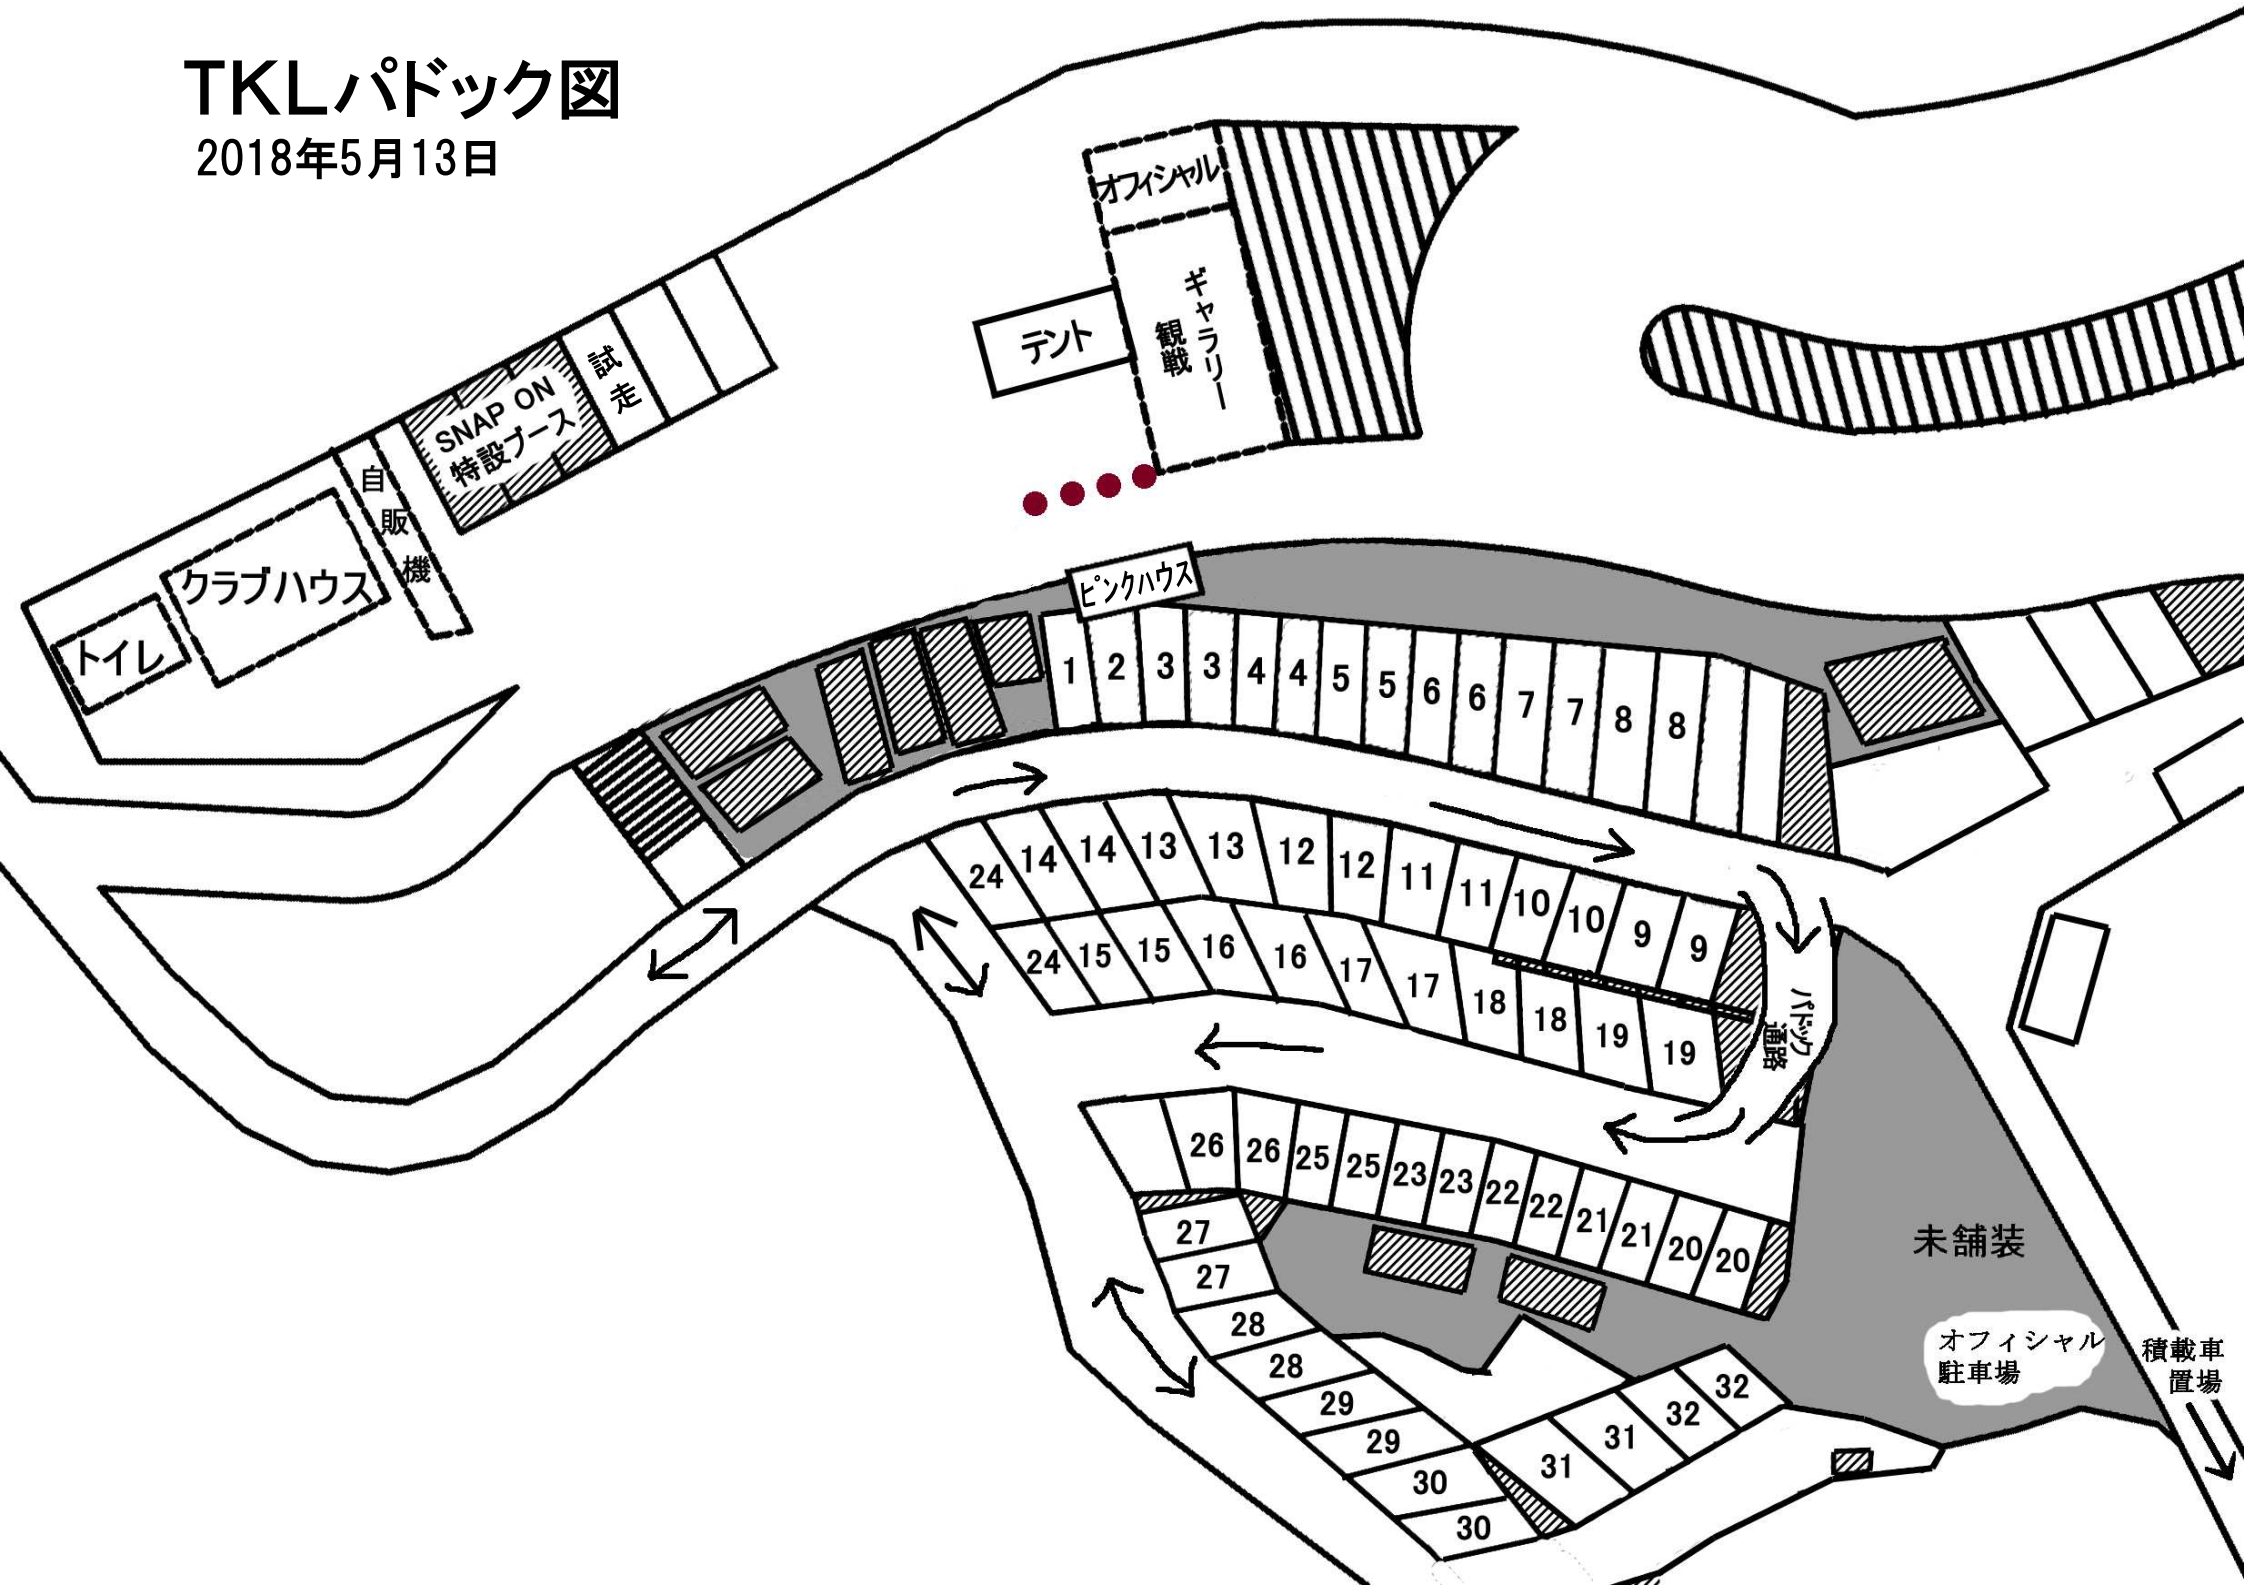 TKLパドック図
2018年5月13日
オフィシャル
ギャラリー
観戦
テント
試走
SNAP ON
特設ブース
自販機
クラブハウス
トイレ
ピンクハウス
1 2 3 3 4 4 5 5 6 6 7 7 8 8
24 14 14 13 13 12 12 11 11 10 10 9 9
24 15 15 16 16 17 17 18 18 19 19
パドック
通路
26 26 25 25 23 23 22 22 21 21 20 20
27
27
28
28
29
29
30
30
31 31 32 32
未舗装
オフィシャル
駐車場
積載車
置場